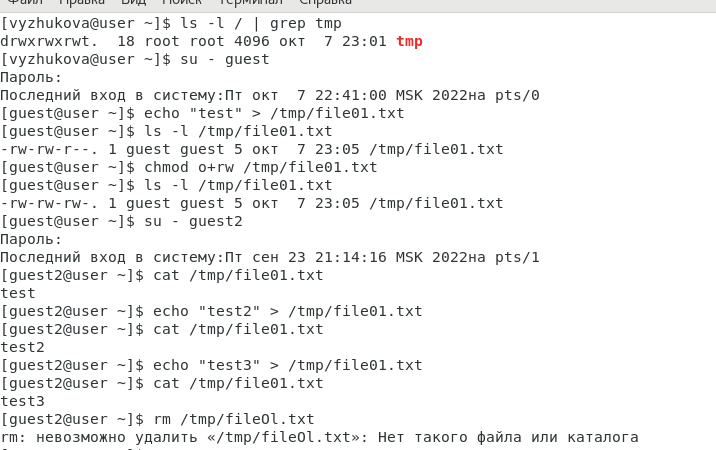 Файл Правка Вид Поиск Терминал Справка
[vyzhukova@user ~]$ ls -l / | grep tmp
drwxrwxrwt.  18 root root 4096 окт  7 23:01 tmp
[vyzhukova@user ~]$ su - guest
Пароль:
Последний вход в систему:Пт окт  7 22:41:00 MSK 2022на pts/0
[guest@user ~]$ echo "test" > /tmp/file01.txt
[guest@user ~]$ ls -l /tmp/file01.txt
-rw-rw-r--. 1 guest guest 5 окт  7 23:05 /tmp/file01.txt
[guest@user ~]$ chmod o+rw /tmp/file01.txt
[guest@user ~]$ ls -l /tmp/file01.txt
-rw-rw-rw-. 1 guest guest 5 окт  7 23:05 /tmp/file01.txt
[guest@user ~]$ su - guest2
Пароль:
Последний вход в систему:Пт сен 23 21:14:16 MSK 2022на pts/1
[guest2@user ~]$ cat /tmp/file01.txt
test
[guest2@user ~]$ echo "test2" > /tmp/file01.txt
[guest2@user ~]$ cat /tmp/file01.txt
test2
[guest2@user ~]$ echo "test3" > /tmp/file01.txt
[guest2@user ~]$ cat /tmp/file01.txt
test3
[guest2@user ~]$ rm /tmp/fileOl.txt
rm: невозможно удалить «/tmp/fileOl.txt»: Нет такого файла или каталога